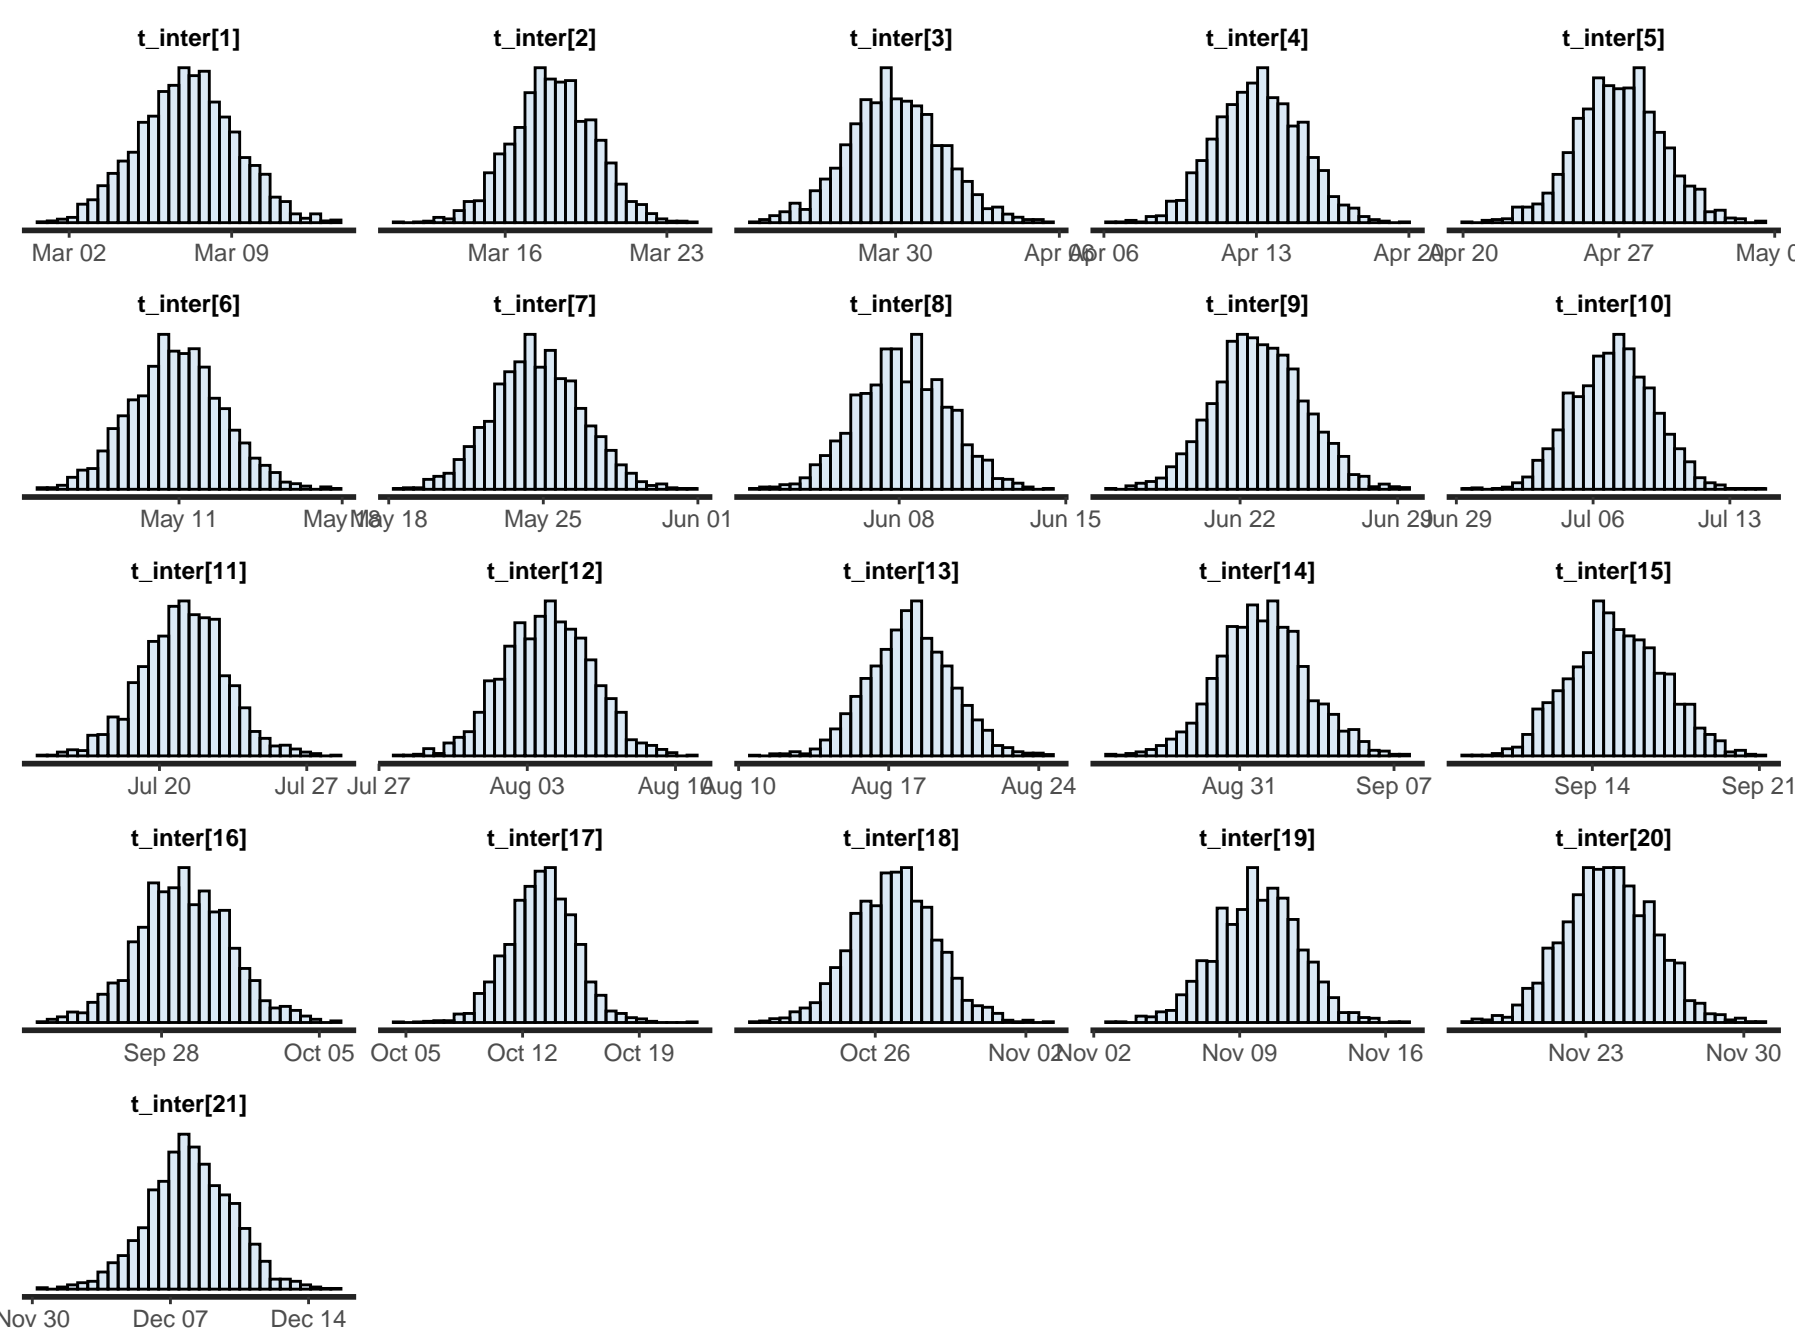 t_inter[1] t_inter[2] t_inter[3] t_inter[4] t_inter[5]
Mar 02 Mar 09 Mar 16 Mar 23 Mar 30 Apr 06 Apr 06 Apr 13 Apr 20 Apr 20 Apr 27 May 0
t_inter[6] t_inter[7] t_inter[8] t_inter[9] t_inter[10]
May 11 May 18 May 18 May 25 Jun 01 Jun 08 Jun 15 Jun 22 Jun 29 Jun 29 Jul 06 Jul 13
t_inter[11] t_inter[12] t_inter[13] t_inter[14] t_inter[15]
Jul 20 Jul 27 Jul 27 Aug 03 Aug 10 Aug 10 Aug 17 Aug 24 Aug 31 Sep 07 Sep 14 Sep 21
t_inter[16] t_inter[17] t_inter[18] t_inter[19] t_inter[20]
Sep 28 Oct 05 Oct 05 Oct 12 Oct 19 Oct 26 Nov 02 Nov 02 Nov 09 Nov 16 Nov 23 Nov 30
t_inter[21]
Nov 30 Dec 07 Dec 14